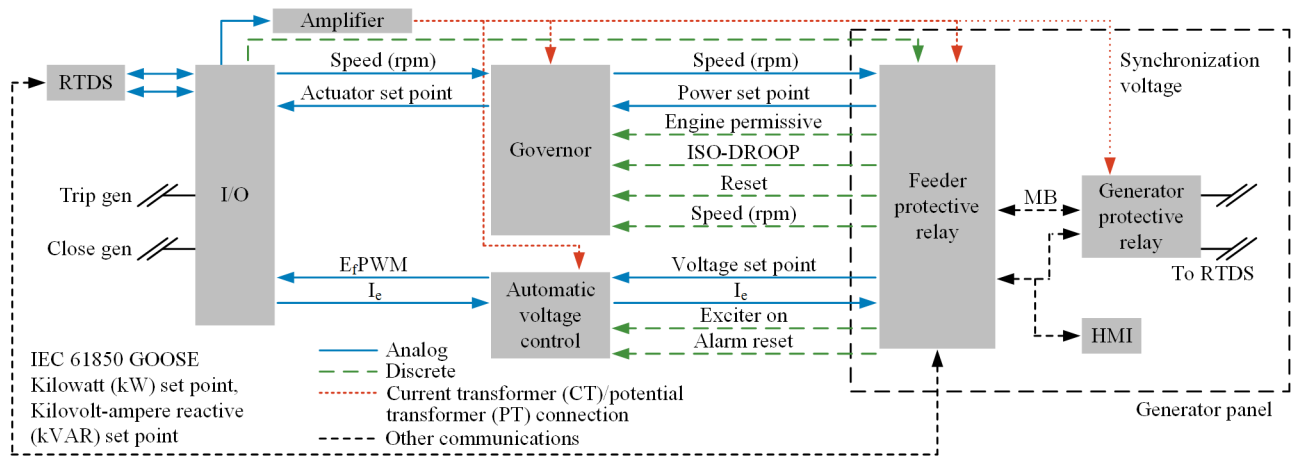 Amplifier
RTDS
Speed (rpm)
Speed (rpm)
Synchronization
voltage
Actuator set point
Power set point
Engine permissive
Governor
ISO-DROOP
I/O
Trip gen
Reset
Feeder
protective
relay
MB
Generator
protective
relay
Speed (rpm)
Close gen
EfPWM
Voltage set point
To RTDS
Ie
Automatic
voltage
control
Ie
Exciter on
Alarm reset
HMI
IEC 61850 GOOSE
Kilowatt (kW) set point,
Kilovolt-ampere reactive
(kVAR) set point
Analog
Discrete
Current transformer (CT)/potential
transformer (PT) connection
Other communications
Generator panel